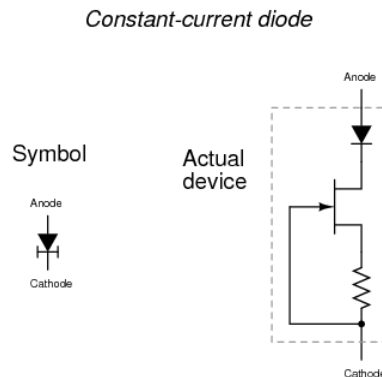 Constant-current diode
Symbol
Anode
Cathode
Actual
device
Anode
Cathode